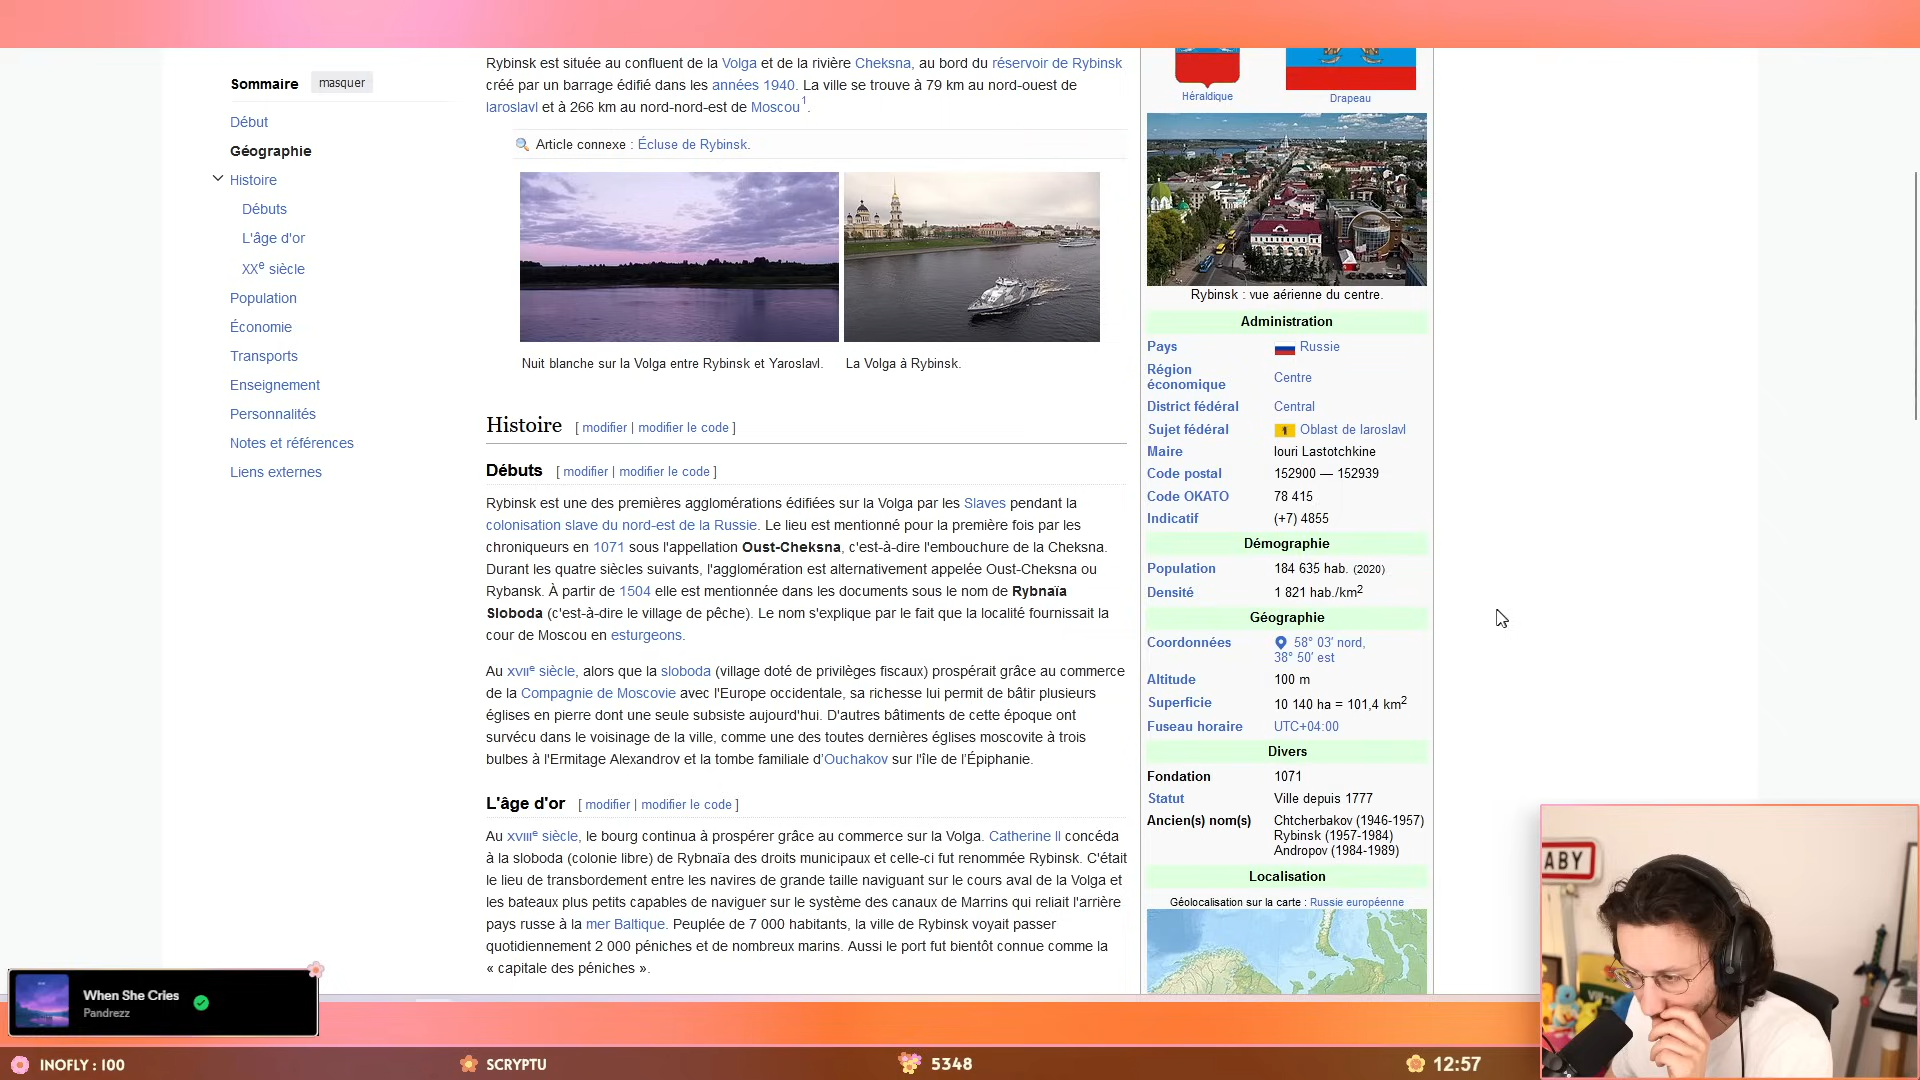 Sommaire masquer
Début
Géographie
Histoire
Débuts
L'âge d'or
XXe siècle
Population
Économie
Transports
Enseignement
Personnalités
Notes et références
Liens externes
Rybinsk est située au confluent de la Volga et de la rivière Cheksna, au bord du réservoir de Rybinsk
créé par un barrage édifié dans les années 1940. La ville se trouve à 79 km au nord-ouest de
Iaroslavl et à 266 km au nord-nord-est de Moscou1.
Article connexe : Écluse de Rybinsk.
Nuit blanche sur la Volga entre Rybinsk et Yaroslavl.
La Volga à Rybinsk.
Histoire [ modifier | modifier le code ]
Débuts [ modifier | modifier le code ]
Rybinsk est une des premières agglomérations édifiées sur la Volga par les Slaves pendant la
colonisation slave du nord-est de la Russie. Le lieu est mentionné pour la première fois par les
chroniqueurs en 1071 sous l'appellation Oust-Cheksna, c'est-à-dire l'embouchure de la Cheksna.
Durant les quatre siècles suivants, l'agglomération est alternativement appelée Oust-Cheksna ou
Rybansk. À partir de 1504 elle est mentionnée dans les documents sous le nom de Rybnaïa
Sloboda (c'est-à-dire le village de pêche). Le nom s'explique par le fait que la localité fournissait la
cour de Moscou en esturgeons.
Au XVIIe siècle, alors que la sloboda (village doté de privilèges fiscaux) prospérait grâce au commerce
de la Compagnie de Moscovie avec l'Europe occidentale, sa richesse lui permit de bâtir plusieurs
églises en pierre dont une seule subsiste aujourd'hui. D'autres bâtiments de cette époque ont
survécu dans le voisinage de la ville, comme une des toutes dernières églises moscovite à trois
bulbes à l'Ermitage Alexandrov et la tombe familiale d'Ouchakov sur l'île de l'Épiphanie.
L'âge d'or [ modifier | modifier le code ]
Au XVIIIe siècle, le bourg continua à prospérer grâce au commerce sur la Volga. Catherine II concéda
à la sloboda (colonie libre) de Rybnaïa des droits municipaux et celle-ci fut renommée Rybinsk. C'était
le lieu de transbordement entre les navires de grande taille naviguant sur le cours aval de la Volga et
les bateaux plus petits capables de naviguer sur le système des canaux de Marrins qui reliait l'arrière
pays russe à la mer Baltique. Peuplée de 7 000 habitants, la ville de Rybinsk voyait passer
quotidiennement 2 000 péniches et de nombreux marins. Aussi le port fut bientôt connue comme la
« capitale des péniches ».
Héraldique
Drapeau
Rybinsk : vue aérienne du centre.
Administration
Pays Russie
Région
économique Centre
District fédéral Central
Sujet fédéral Oblast de Iaroslavl
Maire Iouri Lastotchkine
Code postal 152900 — 152939
Code OKATO 78 415
Indicatif (+7) 4855
Démographie
Population 184 635 hab. (2020)
Densité 1 821 hab./km2
Géographie
Coordonnées 58° 03′ nord,
38° 50′ est
Altitude 100 m
Superficie 10 140 ha = 101,4 km2
Fuseau horaire UTC+04:00
Divers
Fondation 1071
Statut Ville depuis 1777
Ancien(s) nom(s) Chtcherbakov (1946-1957)
Rybinsk (1957-1984)
Andropov (1984-1989)
Localisation
Géolocalisation sur la carte : Russie européenne
ABY
When She Cries
Pandrezz
INOFLY : 100
SCRYPTU
5348
12:57